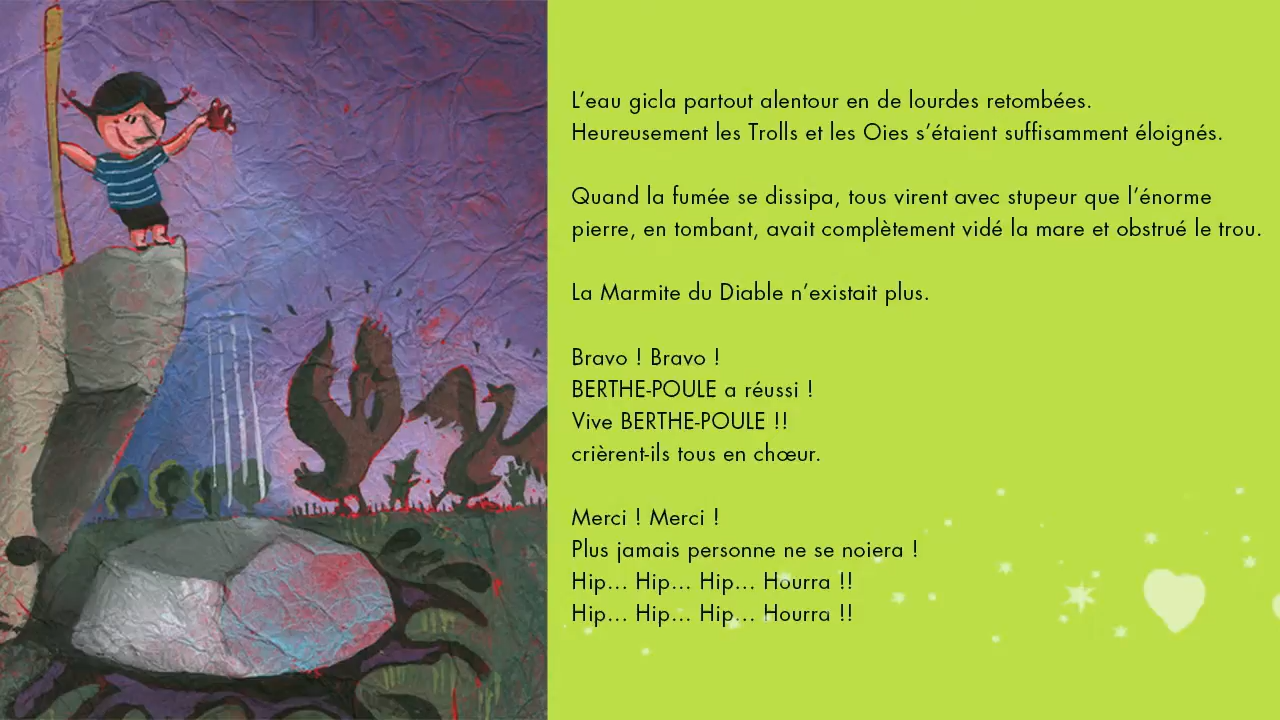 L'eau gicla partout alentour en de lourdes retombées.
Heureusement les Trolls et les Oies s'étaient suffisamment éloignés.
Quand la fumée se dissipa, tous virent avec stupeur que l'énorme
pierre, en tombant, avait complètement vidé la mare et obstrué le trou.
La Marmite du Diable n'existait plus.
Bravo ! Bravo !
BERTHE-POULE a réussi !
Vive BERTHE-POULE !!
crièrent-ils tous en chœur.
Merci ! Merci !
Plus jamais personne ne se noiera !
Hip... Hip... Hip... Hourra !!
Hip... Hip... Hip... Hourra !!